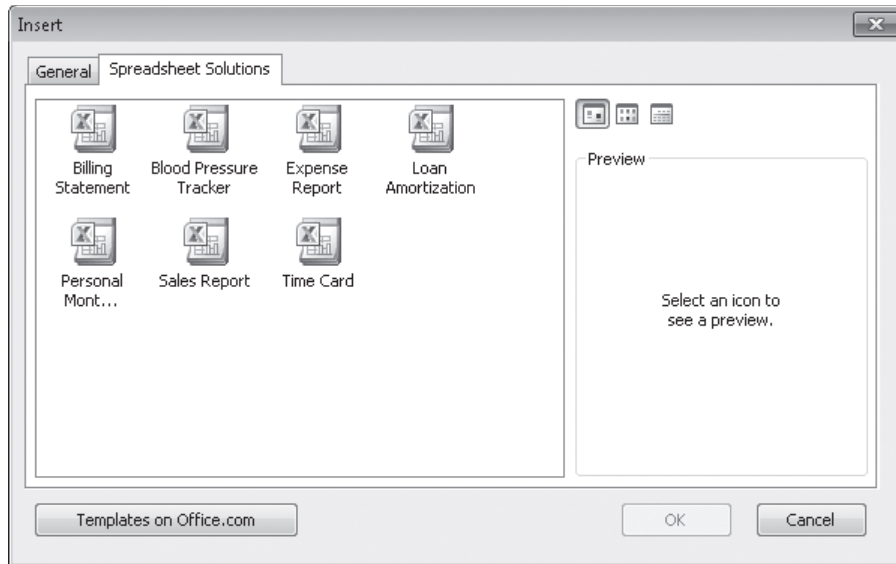 Insert
General
Spreadsheet Solutions
Billing
Statement
Blood Pressure
Tracker
Expense
Report
Loan
Amortization
Personal
Mont...
Sales Report
Time Card
Preview
Select an icon to
see a preview.
Templates on Office.com
OK
Cancel